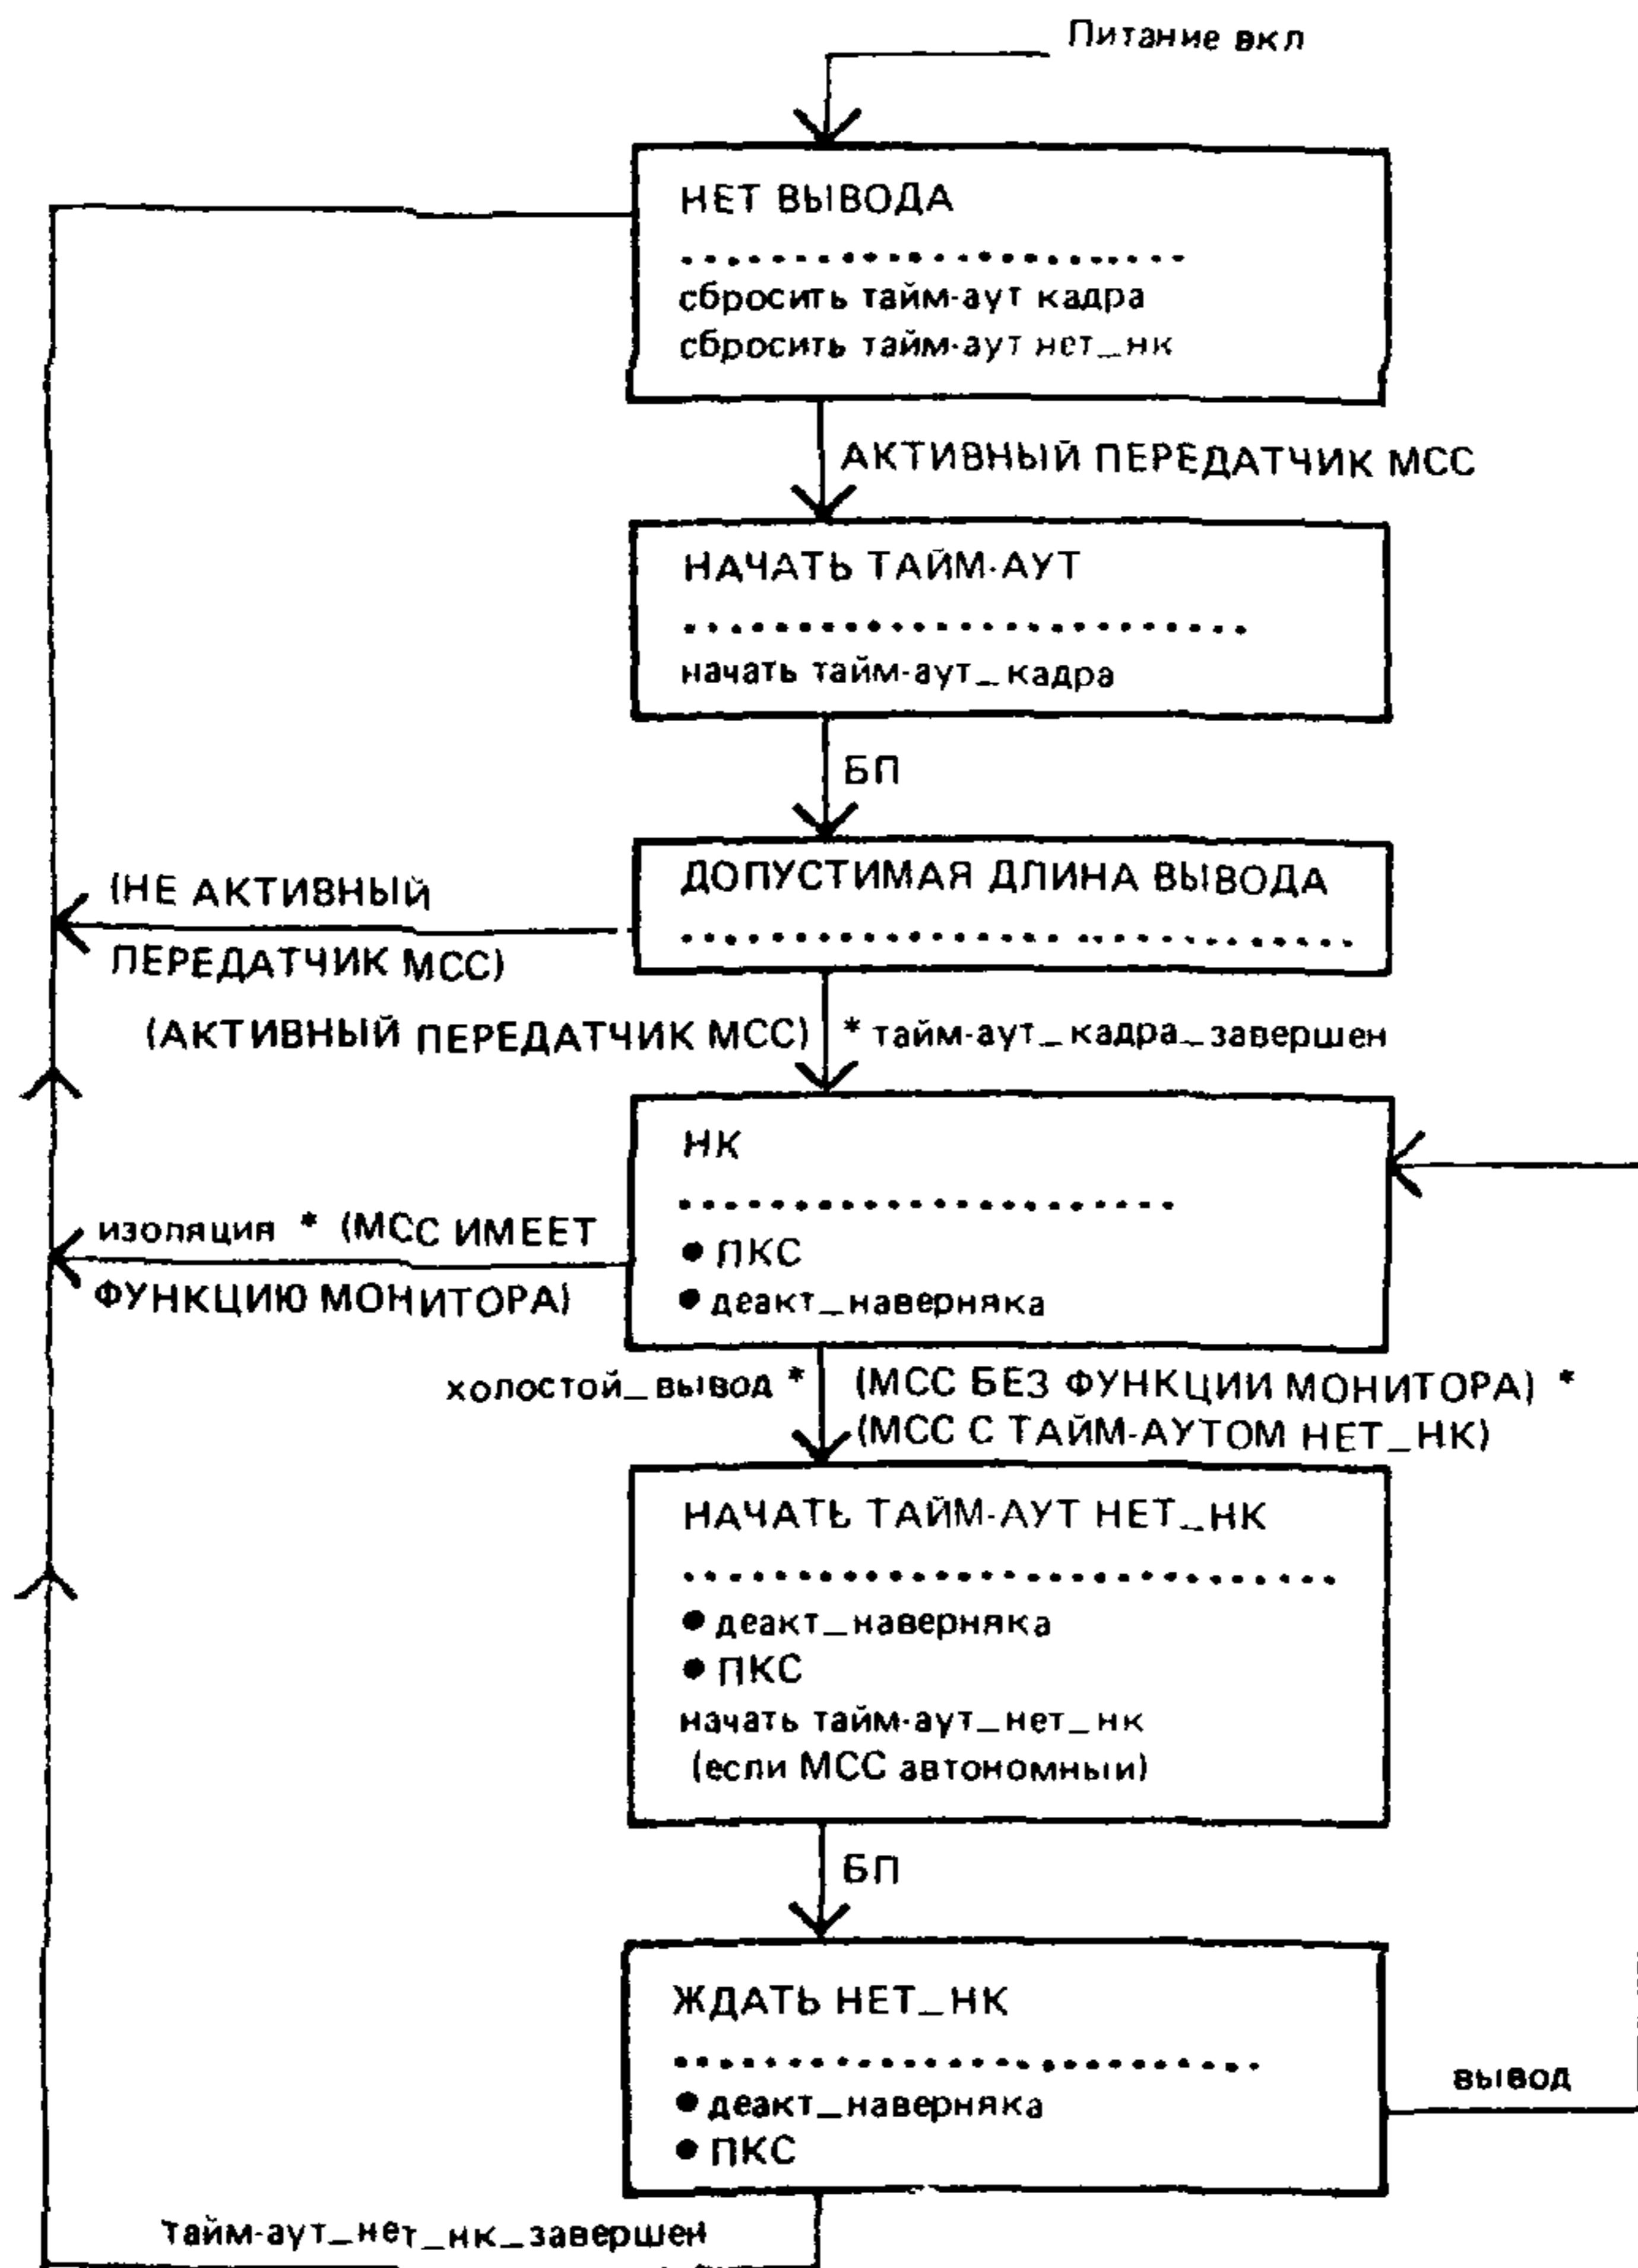 Питание вкл
НЕТ ВЫВОДА
сбросить тайм-аут кадра
сбросить тайм-аут нет_нк
АКТИВНЫЙ ПЕРЕДАТЧИК МСС
НАЧАТЬ ТАЙМ-АУТ
начать тайм-аут_кадра
БП
ДОПУСТИМАЯ ДЛИНА ВЫВОДА
(НЕ АКТИВНЫЙ
ПЕРЕДАТЧИК МСС)
(АКТИВНЫЙ ПЕРЕДАТЧИК МСС) * тайм-аут_кадра_завершен
НК
• ПКС
• деакт_наверняка
изоляция * (МСС ИМЕЕТ
ФУНКЦИЮ МОНИТОРА)
холостой_вывод * (МСС БЕЗ ФУНКЦИИ МОНИТОРА) *
(МСС С ТАЙМ-АУТОМ НЕТ_НК)
НАЧАТЬ ТАЙМ-АУТ НЕТ_НК
• деакт_наверняка
• ПКС
начать тайм-аут_нет_нк
(если МСС автономный)
БП
ЖДАТЬ НЕТ_НК
• деакт_наверняка
• ПКС
вывод
тайм-аут_нет_нк_завершен